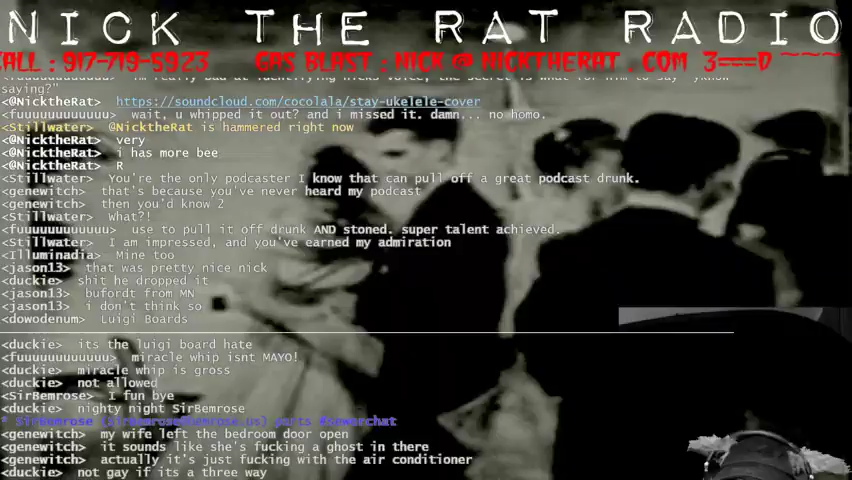 NICK THE RAT RADIO
ALL : 917-719-5923 GAS BLAST : NICK @ NICKTHERAT . COM 3===D ~~~~
saying?"
<@NicktheRat> https://soundcloud.com/cocolala/stay-ukelele-cover
<fuuuuuuuuuuuu> wait, u whipped it out? and i missed it. damn... no homo.
<Stillwater> @NicktheRat is hammered right now
<@NicktheRat> very
<@NicktheRat> i has more bee
<@NicktheRat> R
<Stillwater> You're the only podcaster I know that can pull off a great podcast drunk.
<genewitch> that's because you've never heard my podcast
<genewitch> then you'd know 2
<Stillwater> What?!
<fuuuuuuuuuuuu> use to pull it off drunk AND stoned. super talent achieved.
<Stillwater> I am impressed, and you've earned my admiration
<Illuminadia> Mine too
<jason13> that was pretty nice nick
<duckie> shit he dropped it
<jason13> bufordt from MN
<jason13> i don't think so
<dowodenum> Luigi Boards
<duckie> its the luigi board hate
<fuuuuuuuuuuuu> miracle whip isnt MAYO!
<duckie> miracle whip is gross
<duckie> not allowed
<SirBemrose> I fun bye
<duckie> nighty night SirBemrose
* SirBemrose (sirbemrose@bemrose.us) parts
<genewitch> my wife left the bedroom door open
<genewitch> it sounds like she's fucking a ghost in there
<genewitch> actually it's just fucking with the air conditioner
<duckie> not gay if its a three way